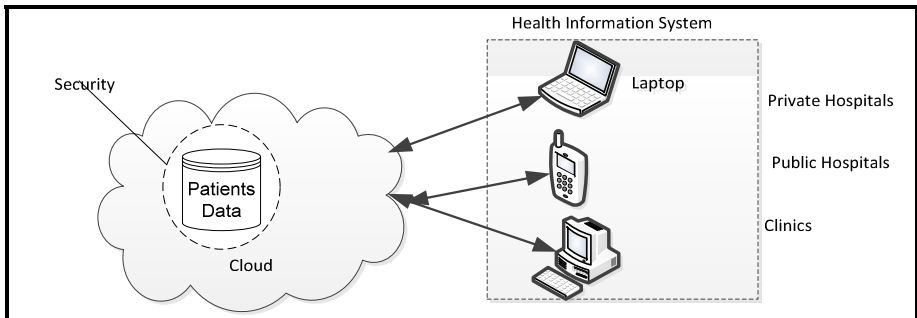 Health Information System
Security
Laptop
Private Hospitals
Public Hospitals
Patients
Data
Clinics
Cloud